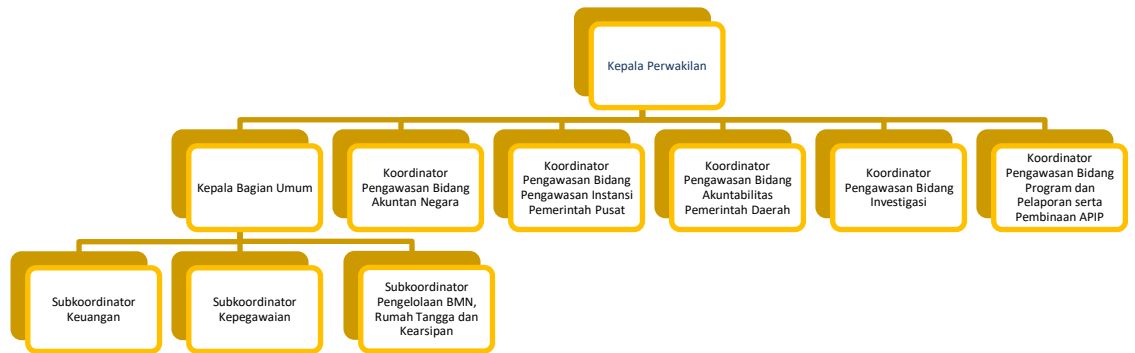 Kepala Perwakilan
Kepala Bagian Umum
Koordinator
Pengawasan Bidang
Akuntan Negara
Koordinator
Pengawasan Bidang
Pengawasan Instansi
Pemerintah Pusat
Koordinator
Pengawasan Bidang
Akuntabilitas
Pemerintah Daerah
Koordinator
Pengawasan Bidang
Investigasi
Koordinator
Pengawasan Bidang
Program dan
Pelaporan serta
Pembinaan APIP
Subkoordinator
Keuangan
Subkoordinator
Kepegawaian
Subkoordinator
Pengelolaan BMN,
Rumah Tangga dan
Kearsipan